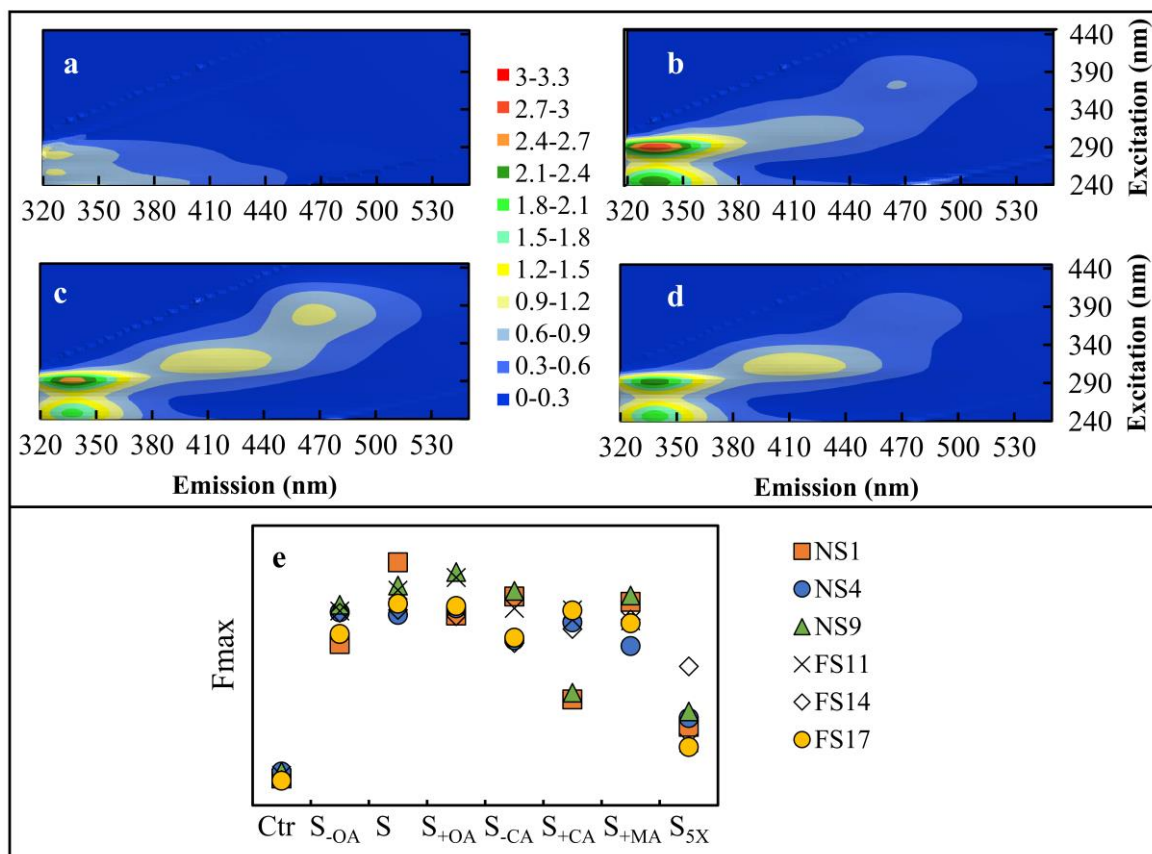 a
b
3-3.3
2.7-3
2.4-2.7
2.1-2.4
1.8-2.1
1.5-1.8
1.2-1.5
0.9-1.2
0.6-0.9
0.3-0.6
0-0.3
440
390
340
290
240
Excitation (nm)
320 350 380 410 440 470 500 530
320 350 380 410 440 470 500 530
c
d
440
390
340
290
240
Excitation (nm)
320 350 380 410 440 470 500 530
320 350 380 410 440 470 500 530
Emission (nm)
Emission (nm)
e
Fmax
Ctr S-OA S S+OA S-CA S+CA S+MA S5X
NS1
NS4
NS9
FS11
FS14
FS17